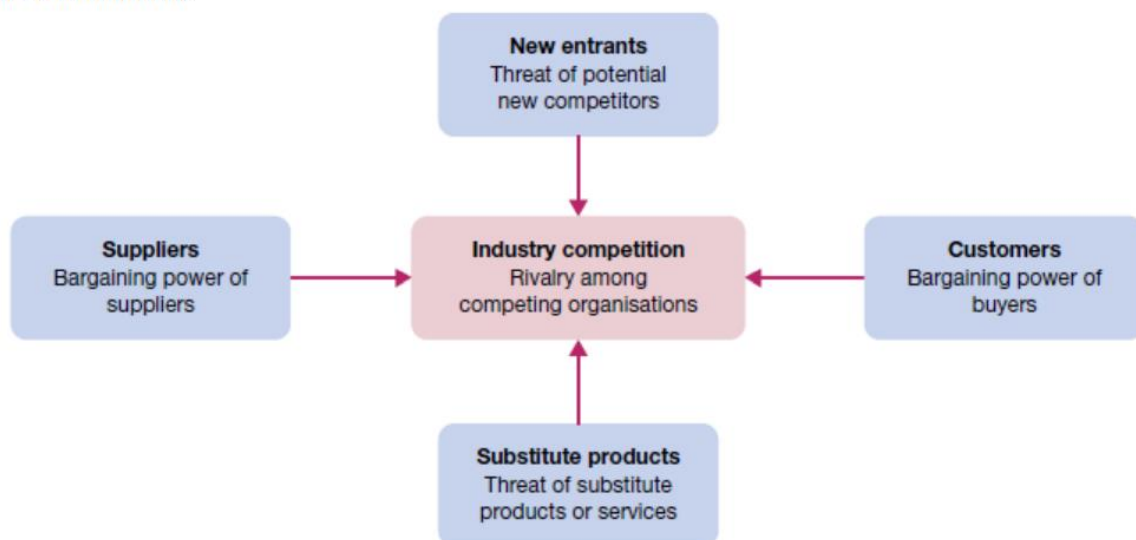 New entrants
Threat of potential
new competitors
Suppliers
Bargaining power of
suppliers
Industry competition
Rivalry among
competing organisations
Customers
Bargaining power of
buyers
Substitute products
Threat of substitute
products or services